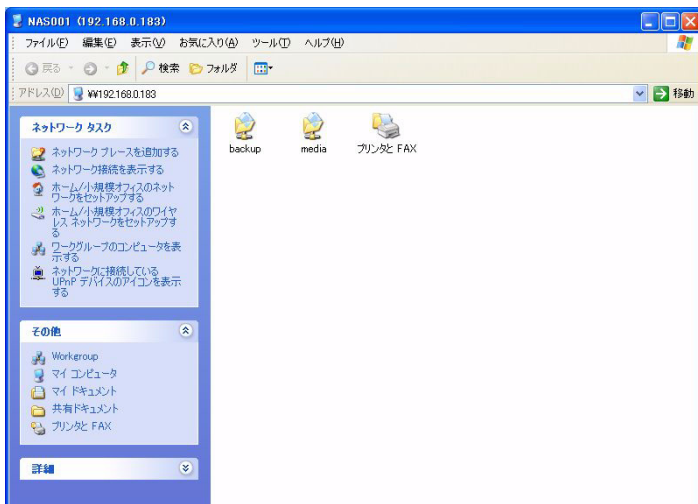 NAS001 (192.168.0.183)
ファイル(F) 編集(E) 表示(V) お気に入り(A) ツール(T) ヘルプ(H)
戻る 検索 フォルダ
アドレス(D) ¥¥192.168.0.183 移動
ネットワーク タスク
ネットワーク プレースを追加する
ネットワーク接続を表示する
ホーム/小規模オフィスのネット
ワークをセットアップする
ホーム/小規模オフィスのワイヤ
レス ネットワークをセットアップす
る
ワークグループのコンピュータを表
示する
ネットワークに接続している
UPnP デバイスのアイコンを表示
する
その他
Workgroup
マイ コンピュータ
マイ ドキュメント
共有ドキュメント
プリンタと FAX
詳細
backup
media
プリンタと FAX